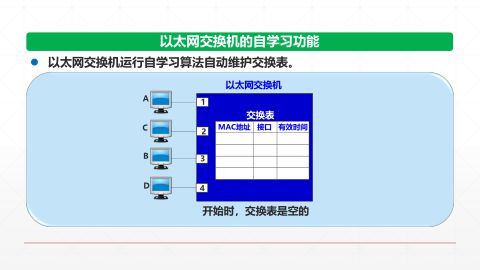 以太网交换机的自学习功能
以太网交换机运行自学习算法自动维护交换表。
以太网交换机
A
1
交换表
MAC地址 接口 有效时间
C
2
B
3
D
4
开始时，交换表是空的